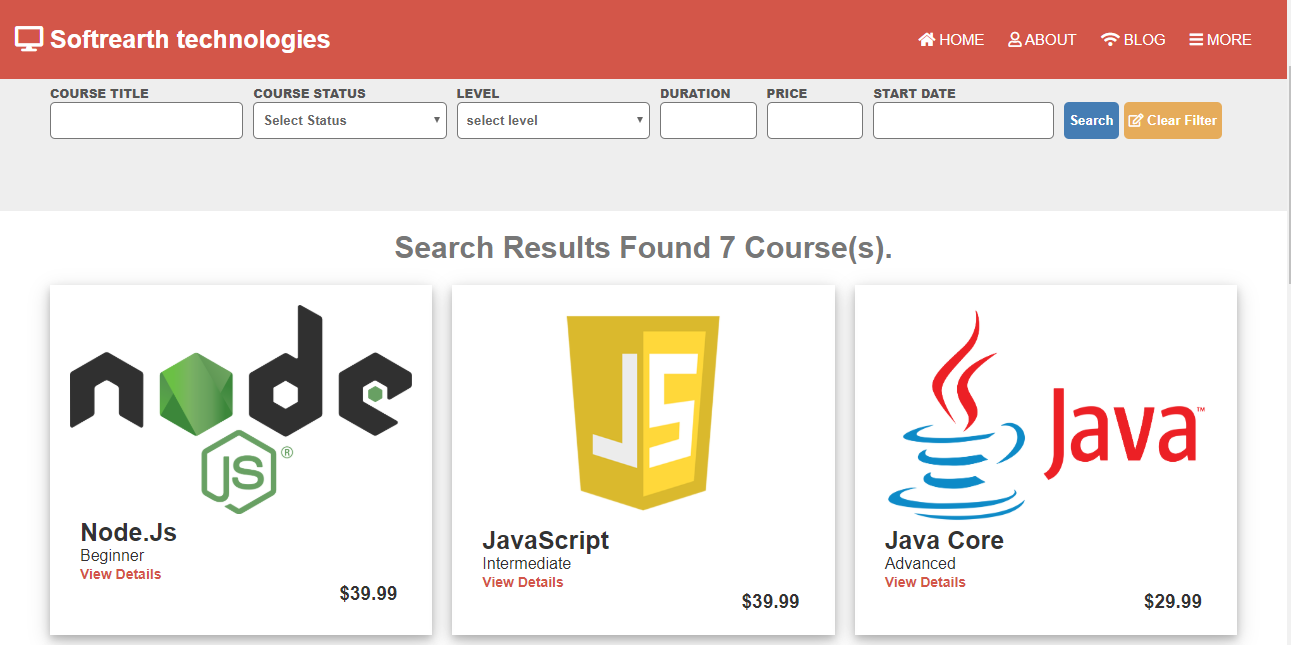 Softrearth technologies
HOME ABOUT BLOG MORE
COURSE TITLE COURSE STATUS LEVEL DURATION PRICE START DATE
Select Status select level Search Clear Filter
Search Results Found 7 Course(s).
node
JS ®
JS
Java ™
Node.Js
Beginner
View Details
$39.99
JavaScript
Intermediate
View Details
$39.99
Java Core
Advanced
View Details
$29.99